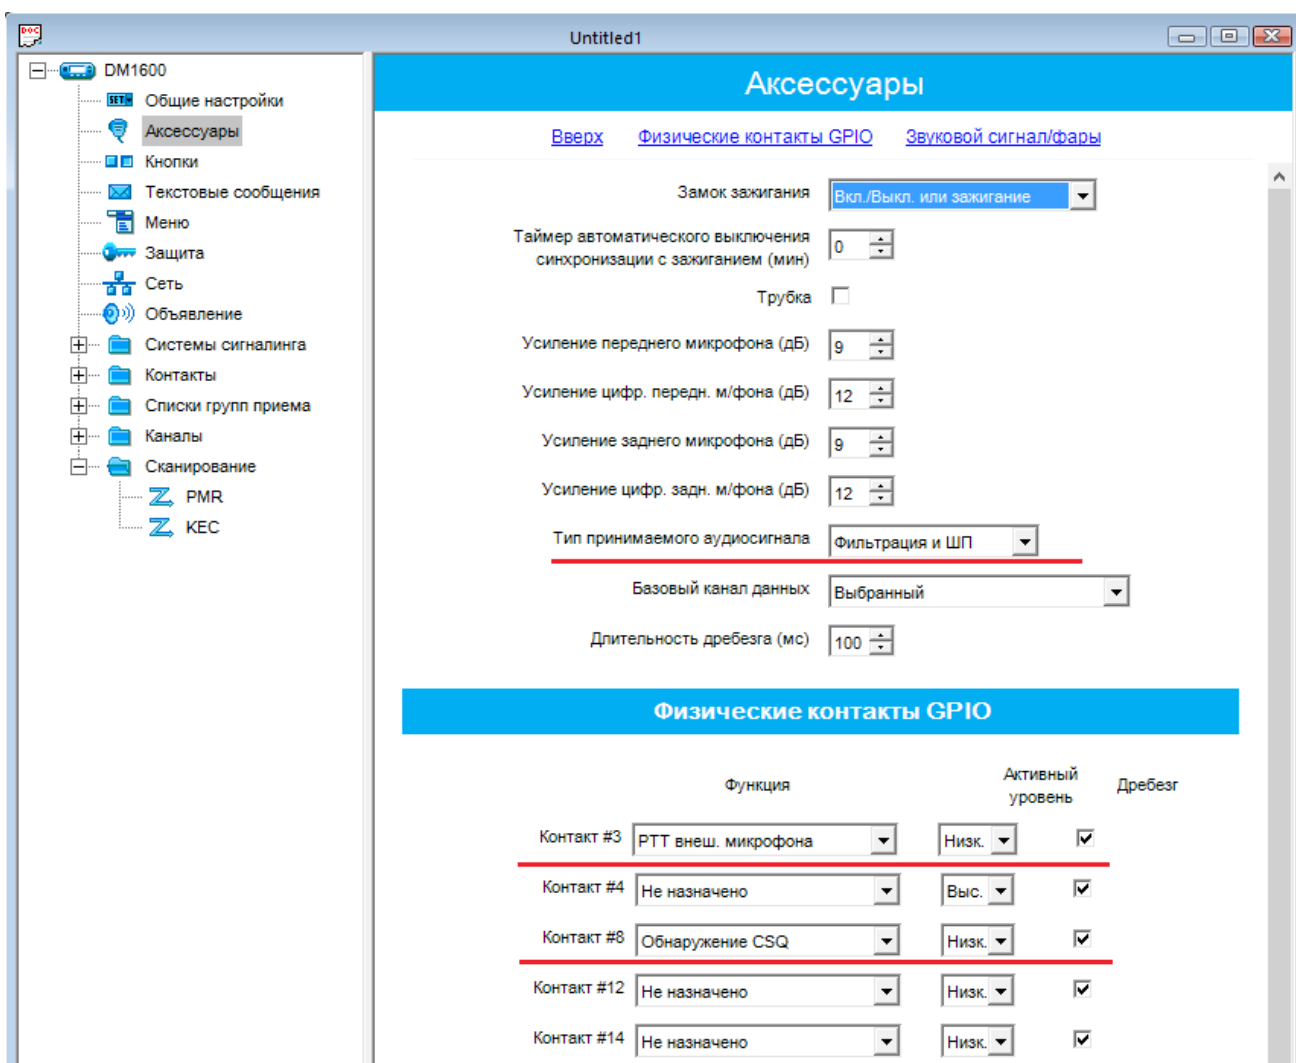 Untitled1
DM1600
Общие настройки
Аксессуары
Кнопки
Текстовые сообщения
Меню
Защита
Сеть
Объявление
Системы сигналинга
Контакты
Списки групп приема
Каналы
Сканирование
PMR
KEC
Аксессуары
Вверх Физические контакты GPIO Звуковой сигнал/фары
Замок зажигания Вкл./Выкл. или зажигание
Таймер автоматического выключения
синхронизации с зажиганием (мин) 0
Трубка
Усиление переднего микрофона (дБ) 9
Усиление цифр. передн. м/фона (дБ) 12
Усиление заднего микрофона (дБ) 9
Усиление цифр. задн. м/фона (дБ) 12
Тип принимаемого аудиосигнала Фильтрация и ШП
Базовый канал данных Выбранный
Длительность дребезга (мс) 100
Физические контакты GPIO
Функция Активный уровень Дребезг
Контакт #3 PTT внеш. микрофона Низк.
Контакт #4 Не назначено Выс.
Контакт #8 Обнаружение CSQ Низк.
Контакт #12 Не назначено Низк.
Контакт #14 Не назначено Низк.